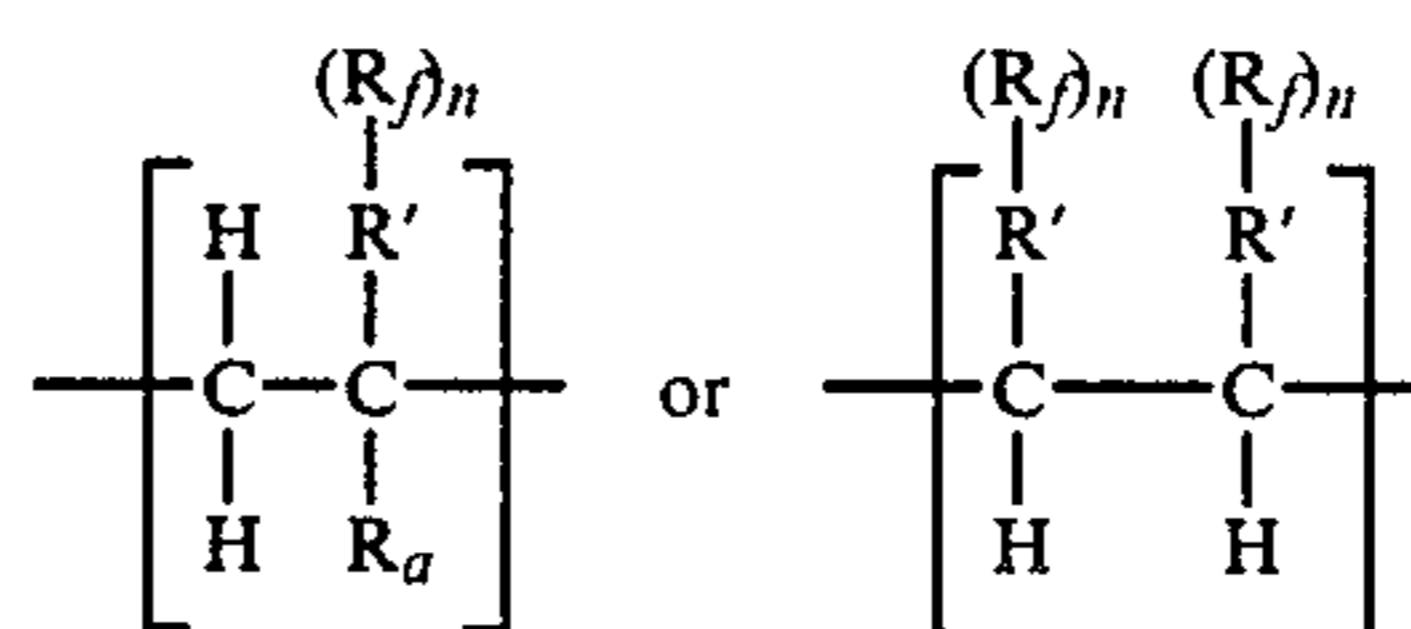 (R_f)_n (R_f)_n (R_f)_n
H R′ R′ R′
C C or C C
H R_a H H